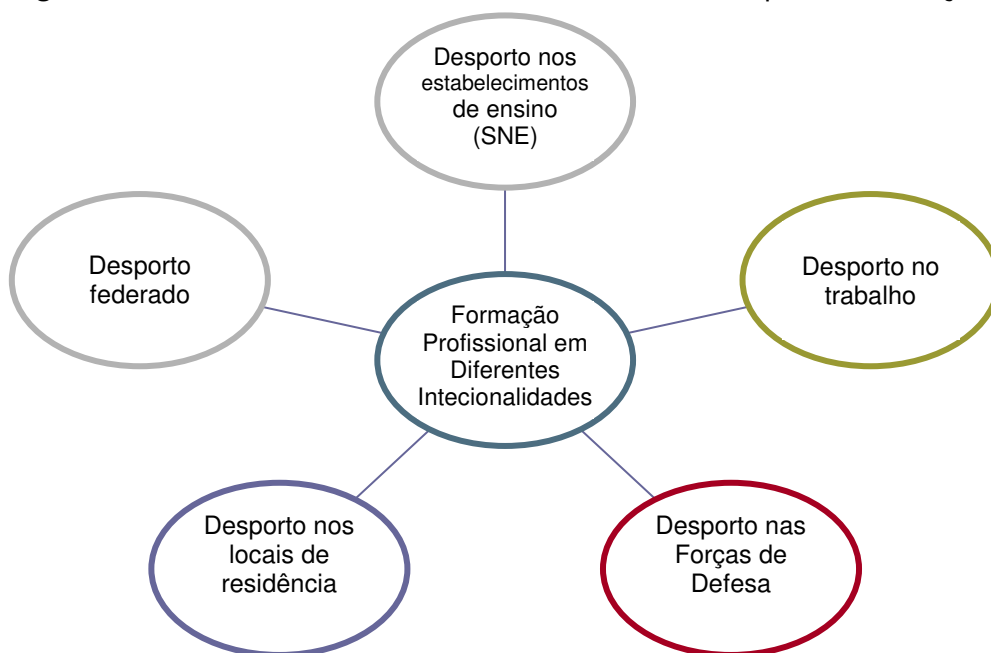 Desporto nos
estabelecimentos
de ensino
(SNE)
Desporto
federado
Desporto no
trabalho
Formação
Profissional em
Diferentes
Intecionalidades
Desporto nos
locais de
residência
Desporto nas
Forças de
Defesa